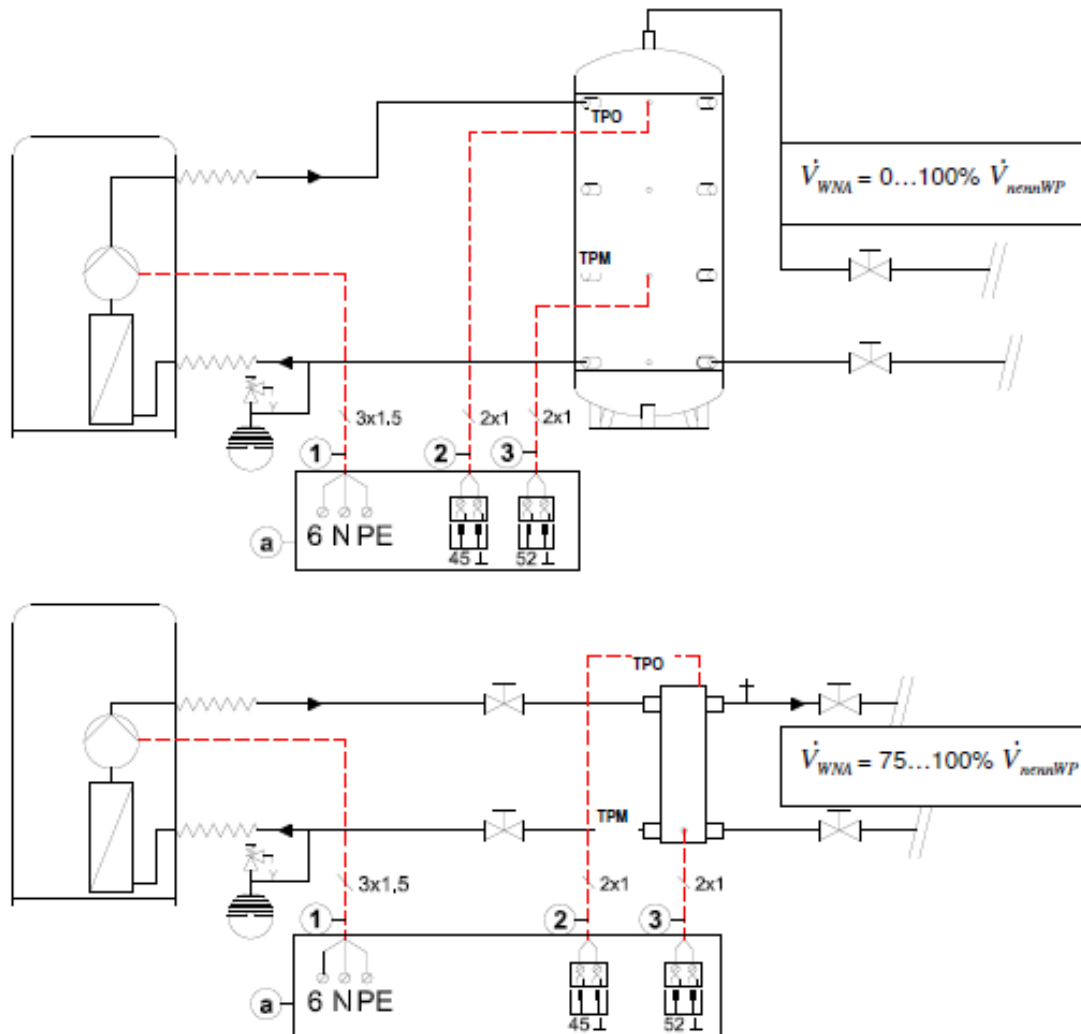 TPO
V̇WNA = 0...100% V̇nennWP
TPM
3x1.5
2x1
2x1
1
2
3
a
6 N PE
45 ⊥
52 ⊥
TPO
V̇WNA = 75...100% V̇nennWP
TPM
3x1,5
2x1
2x1
1
2
3
a
6 N PE
45 ⊥
52 ⊥